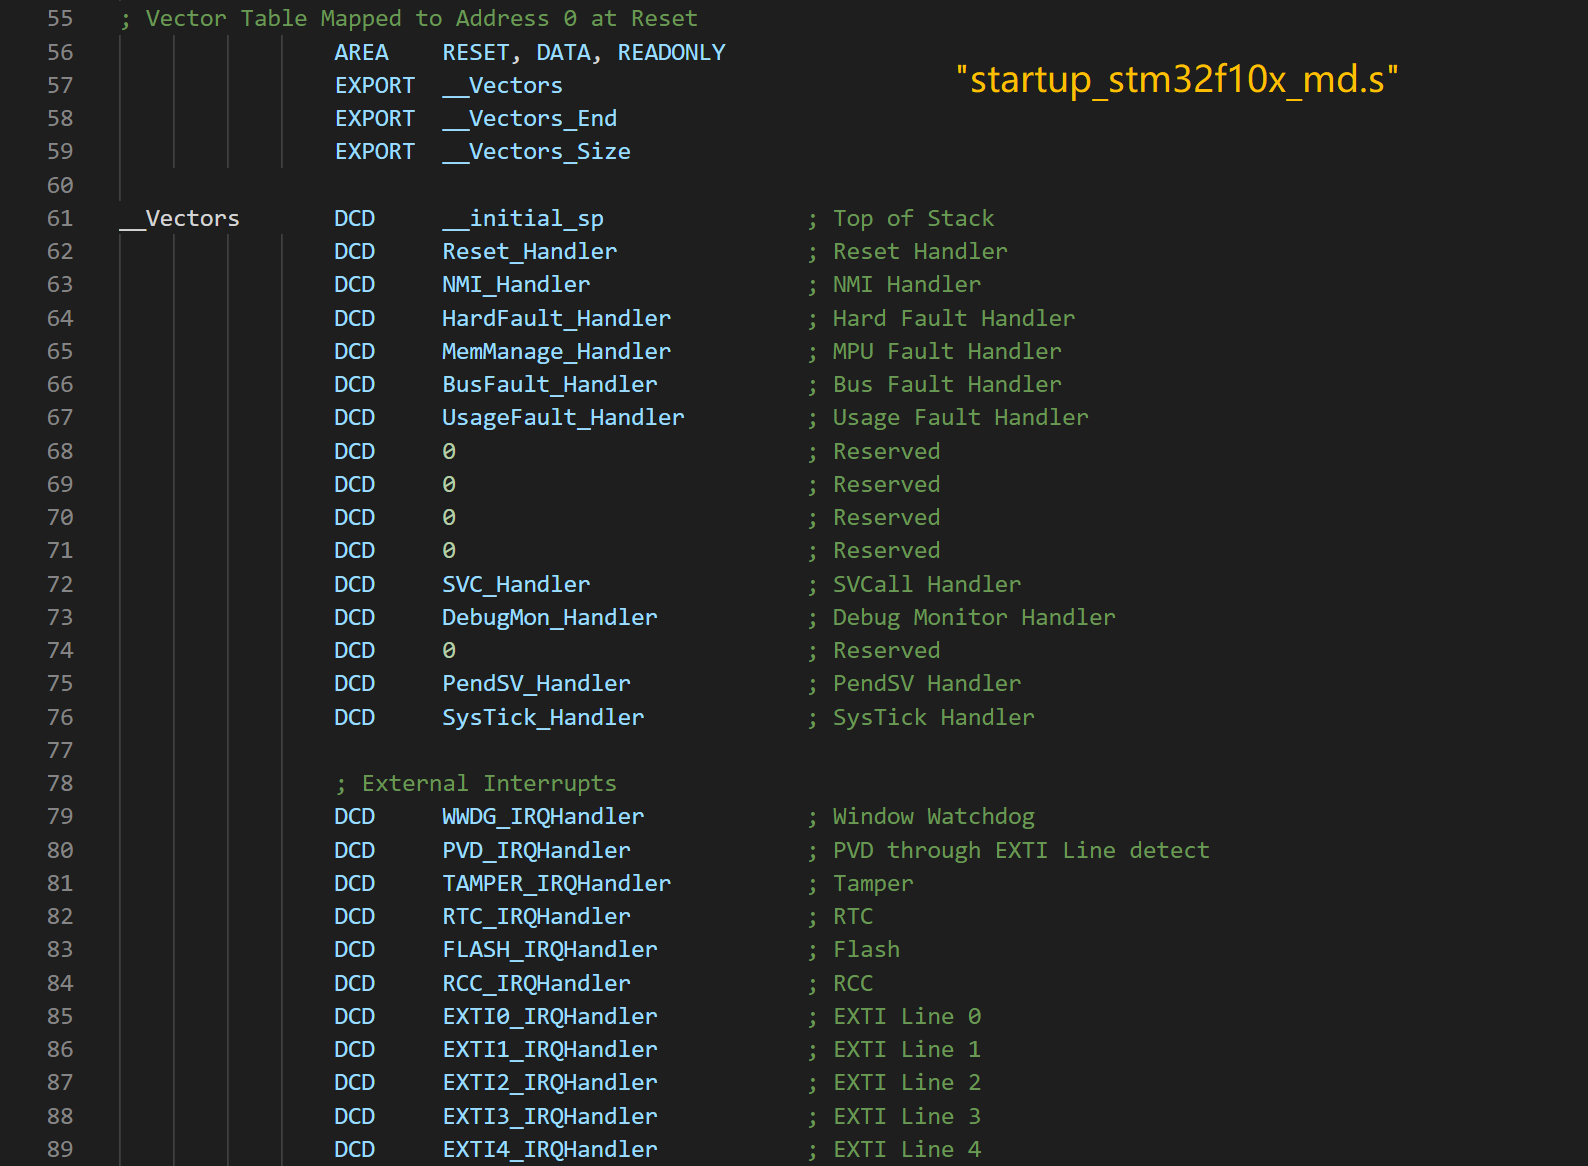 55 ; Vector Table Mapped to Address 0 at Reset
56 AREA RESET, DATA, READONLY
"startup_stm32f10x_md.s"
57 EXPORT __Vectors
58 EXPORT __Vectors_End
59 EXPORT __Vectors_Size
60
61 __Vectors DCD __initial_sp ; Top of Stack
62 DCD Reset_Handler ; Reset Handler
63 DCD NMI_Handler ; NMI Handler
64 DCD HardFault_Handler ; Hard Fault Handler
65 DCD MemManage_Handler ; MPU Fault Handler
66 DCD BusFault_Handler ; Bus Fault Handler
67 DCD UsageFault_Handler ; Usage Fault Handler
68 DCD 0 ; Reserved
69 DCD 0 ; Reserved
70 DCD 0 ; Reserved
71 DCD 0 ; Reserved
72 DCD SVC_Handler ; SVCall Handler
73 DCD DebugMon_Handler ; Debug Monitor Handler
74 DCD 0 ; Reserved
75 DCD PendSV_Handler ; PendSV Handler
76 DCD SysTick_Handler ; SysTick Handler
77
78 ; External Interrupts
79 DCD WWDG_IRQHandler ; Window Watchdog
80 DCD PVD_IRQHandler ; PVD through EXTI Line detect
81 DCD TAMPER_IRQHandler ; Tamper
82 DCD RTC_IRQHandler ; RTC
83 DCD FLASH_IRQHandler ; Flash
84 DCD RCC_IRQHandler ; RCC
85 DCD EXTI0_IRQHandler ; EXTI Line 0
86 DCD EXTI1_IRQHandler ; EXTI Line 1
87 DCD EXTI2_IRQHandler ; EXTI Line 2
88 DCD EXTI3_IRQHandler ; EXTI Line 3
89 DCD EXTI4_IRQHandler ; EXTI Line 4